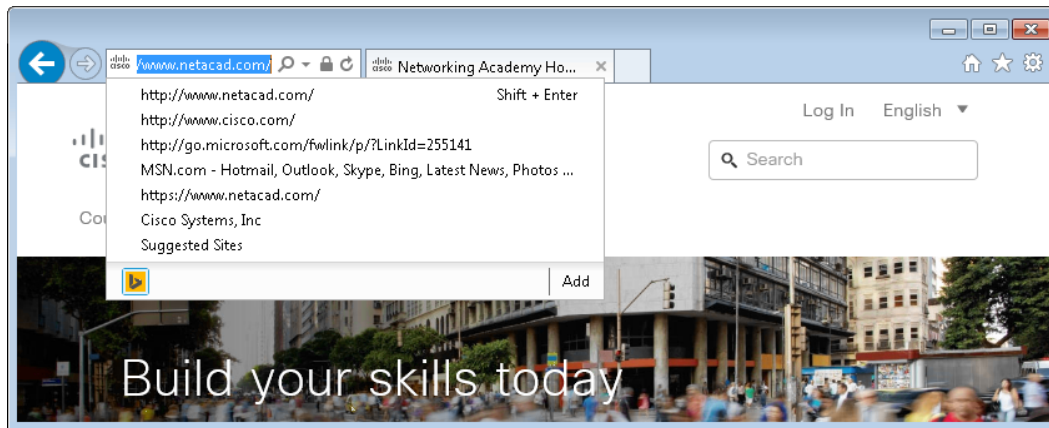 /www.netacad.com/
Networking Academy Ho...
http://www.netacad.com/ Shift + Enter
http://www.cisco.com/
http://go.microsoft.com/fwlink/p/?LinkId=255141
MSN.com - Hotmail, Outlook, Skype, Bing, Latest News, Photos ...
https://www.netacad.com/
Cisco Systems, Inc
Suggested Sites
Add
Log In English
Search
Build your skills today